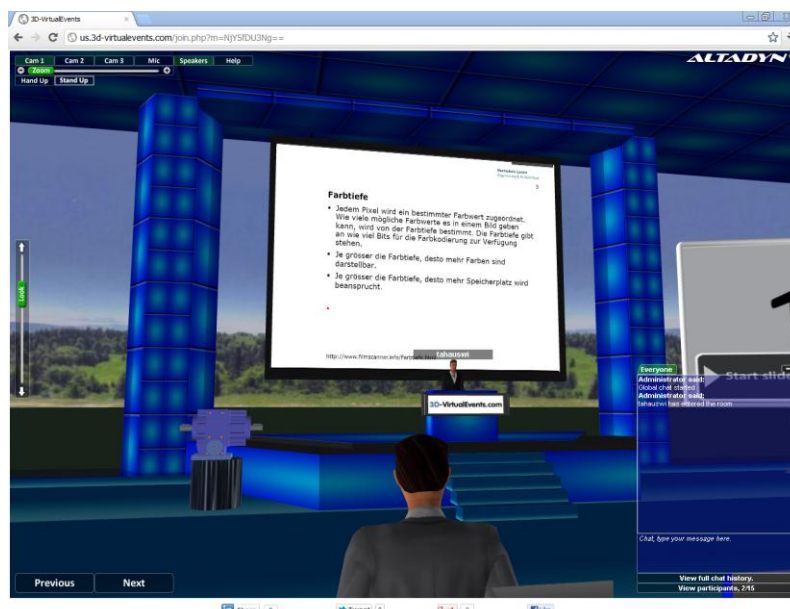 3D-VirtualEvents
us.3d-virtualevents.com/join.php?m=NjY5fDU3Ng==
Cam 1 Cam 2 Cam 3 Mic Speakers Help
Zoom
Hand Up Stand Up
ALTADYN
Look
3
Farbtiefe
• Jedem Pixel wird ein bestimmter Farbwert zugeordnet.
Wie viele mögliche Farbwerte es in einem Bild geben
kann, wird von der Farbtiefe bestimmt. Die Farbtiefe gibt
an wie viel Bits für die Farbkodierung zur Verfügung
stehen.
• Je grösser die Farbtiefe, desto mehr Farben sind
darstellbar.
• Je grösser die Farbtiefe, desto mehr Speicherplatz wird
beansprucht.
tahauswi
3D-VirtualEvents.com
1
Everyone
Administrator said:
Global chat started
Administrator said:
tahauswi has entered the room
Chat, type your message here.
View full chat history.
View participants, 2/15
Previous Next